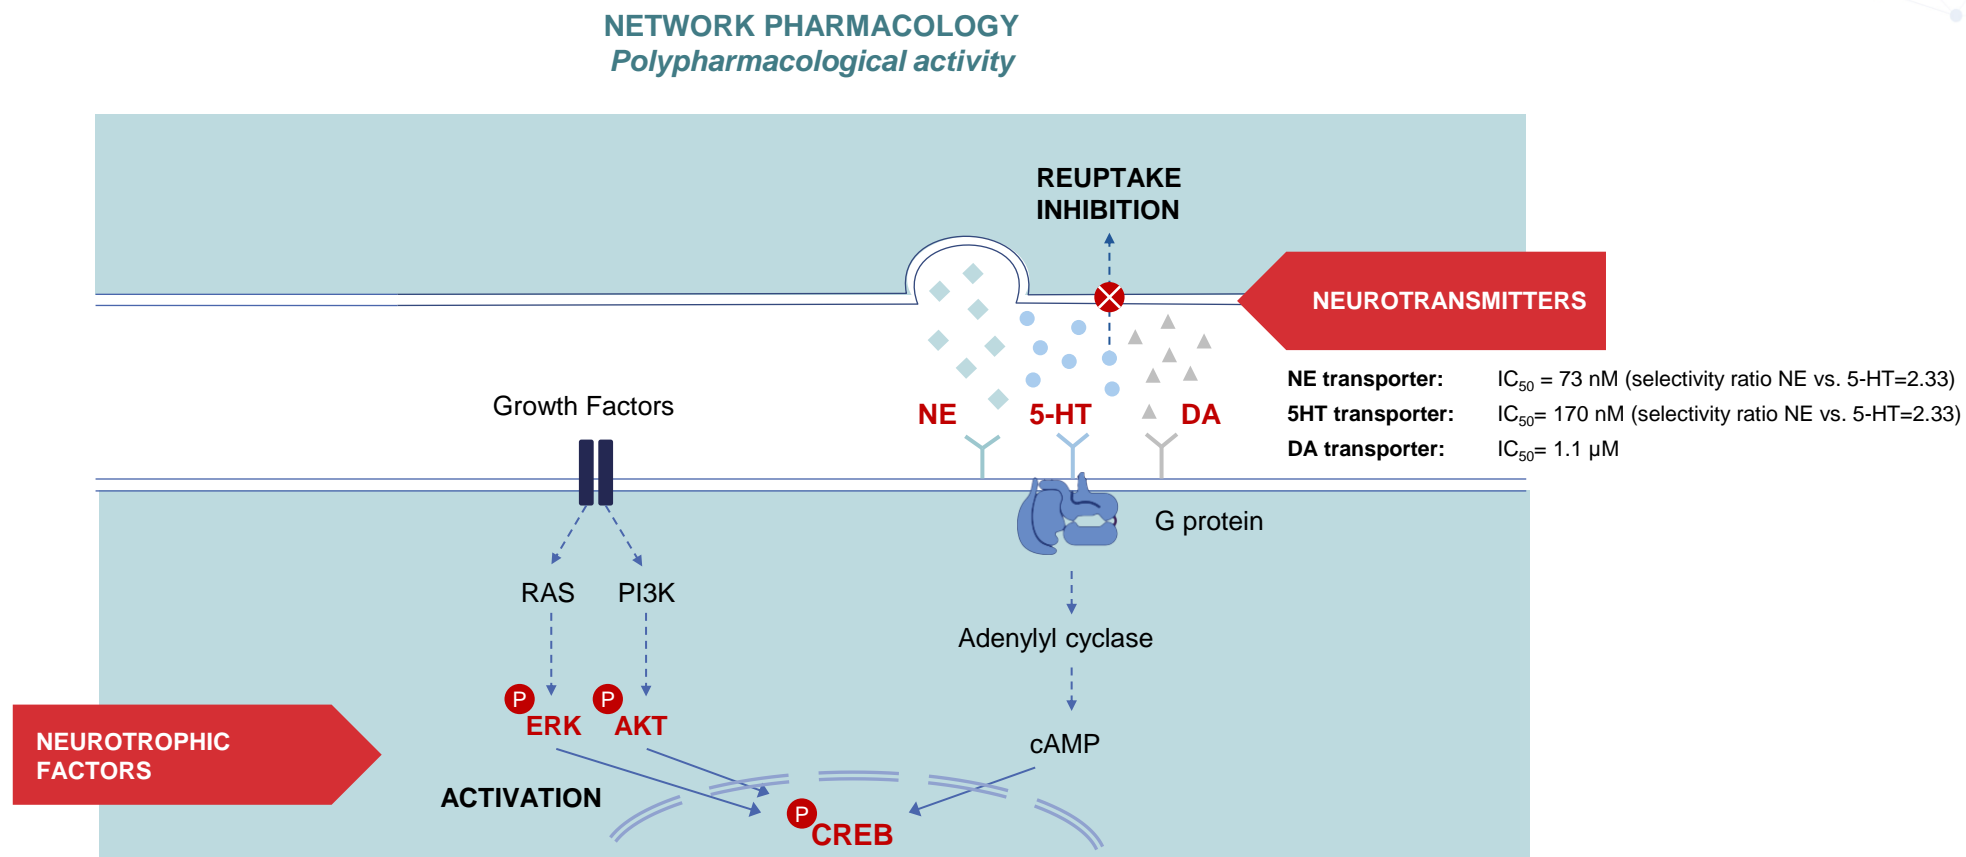 NETWORK PHARMACOLOGY
Polypharmacological activity
REUPTAKE
INHIBITION
NEUROTRANSMITTERS
NE transporter: IC50 = 73 nM (selectivity ratio NE vs. 5-HT=2.33)
5HT transporter: IC50= 170 nM (selectivity ratio NE vs. 5-HT=2.33)
DA transporter: IC50= 1.1 µM
Growth Factors
NE 5-HT DA
G protein
RAS PI3K
Adenylyl cyclase
P P
ERK AKT
cAMP
NEUROTROPHIC
FACTORS
ACTIVATION
P
CREB